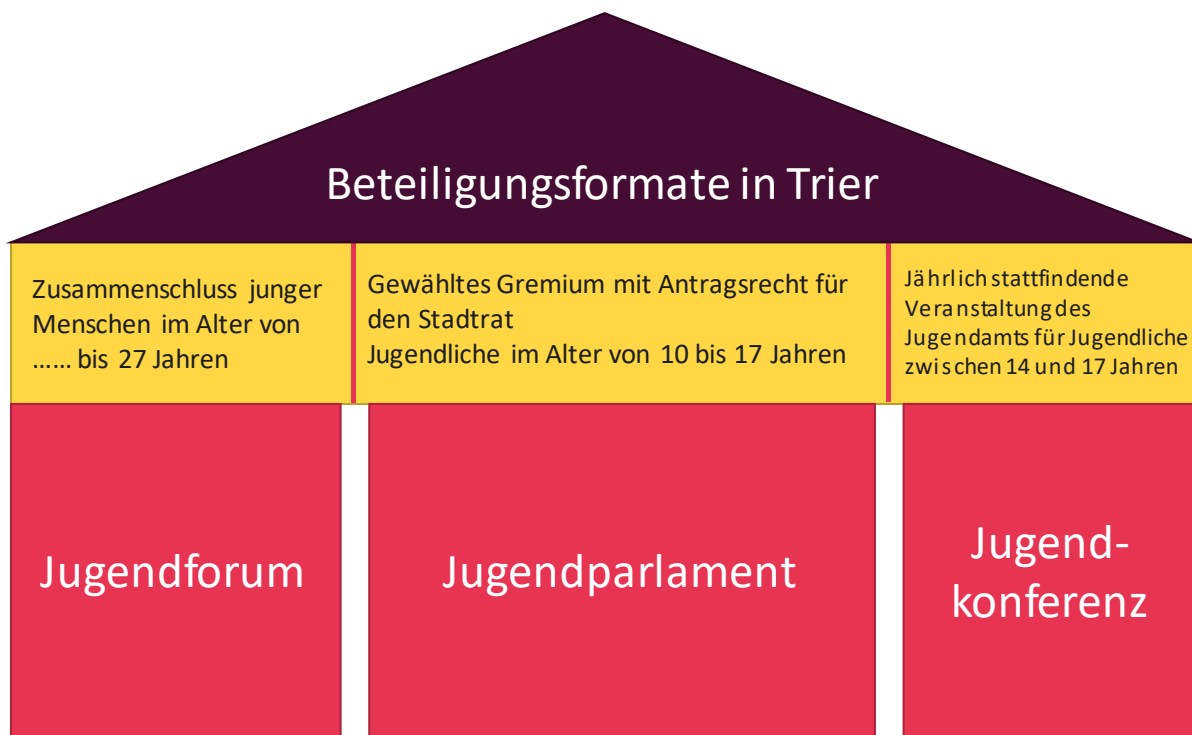 Beteiligungsformate in Trier
Zusammenschluss junger
Menschen im Alter von
...... bis 27 Jahren
Gewähltes Gremium mit Antragsrecht für
den Stadtrat
Jugendliche im Alter von 10 bis 17 Jahren
Jährlich stattfindende
Veranstaltung des
Jugendamts für Jugendliche
zwischen 14 und 17 Jahren
Jugendforum
Jugendparlament
Jugend-
konferenz